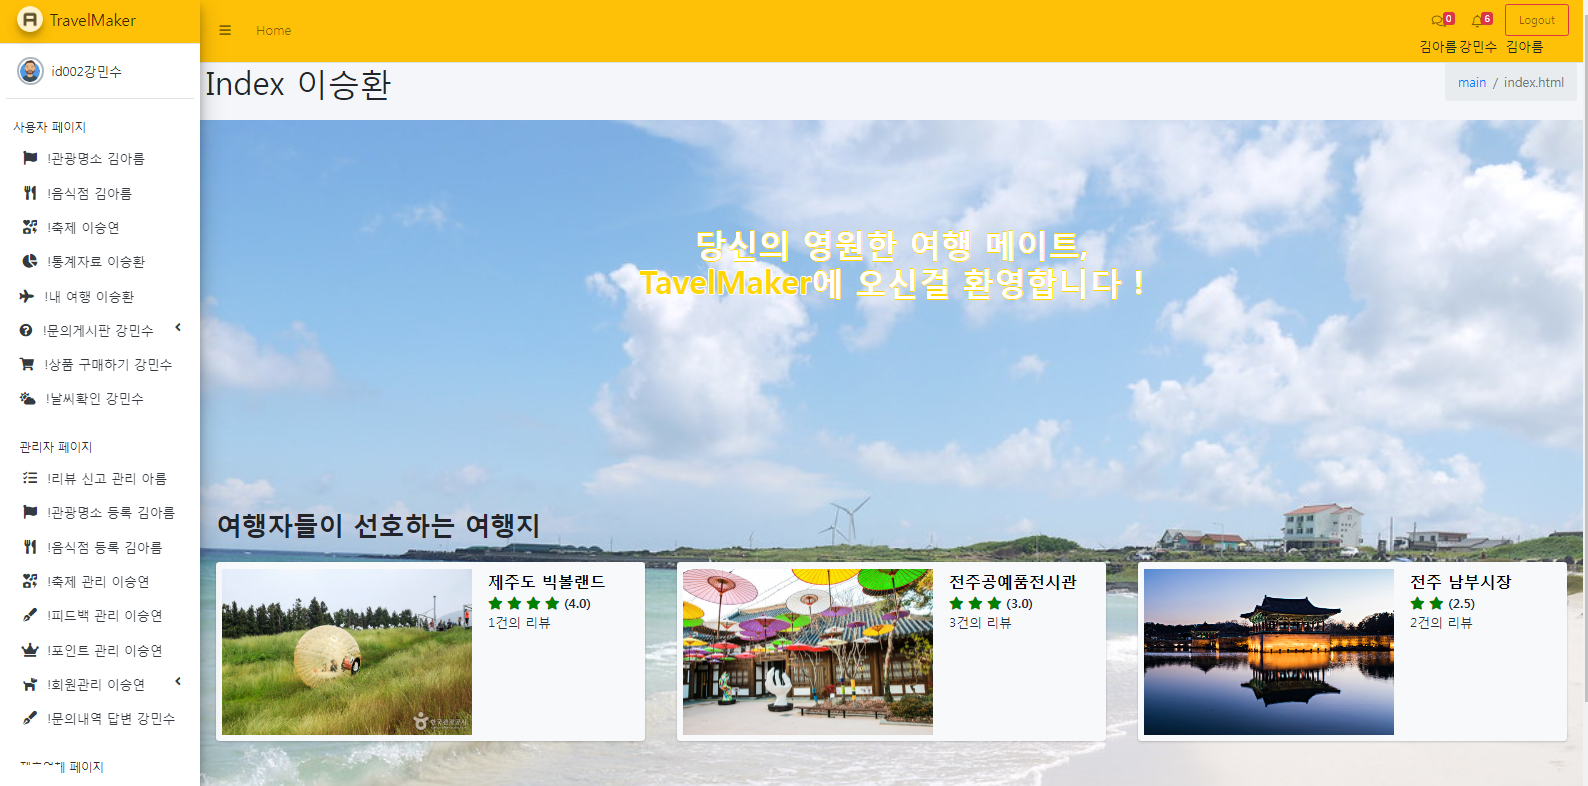 TravelMaker
Home
0
6
Logout
김아름 강민수 김아름
id002강민수
Index 이승환
main / index.html
사용자 페이지
!관광명소 김아름
!음식점 김아름
!축제 이승연
!통계자료 이승환
!내 여행 이승환
!문의게시판 강민수
!상품 구매하기 강민수
!날씨확인 강민수
관리자 페이지
!리뷰 신고 관리 아름
!관광명소 등록 김아름
!음식점 등록 김아름
!축제 관리 이승연
!피드백 관리 이승연
!포인트 관리 이승연
!회원관리 이승연
!문의내역 답변 강민수
페이지
당신의 영원한 여행 메이트,
TavelMaker에 오신걸 환영합니다 !
여행자들이 선호하는 여행지
제주도 빅볼랜드
(4.0)
1건의 리뷰
한국관광공사
전주공예품전시관
(3.0)
3건의 리뷰
전주 남부시장
(2.5)
2건의 리뷰